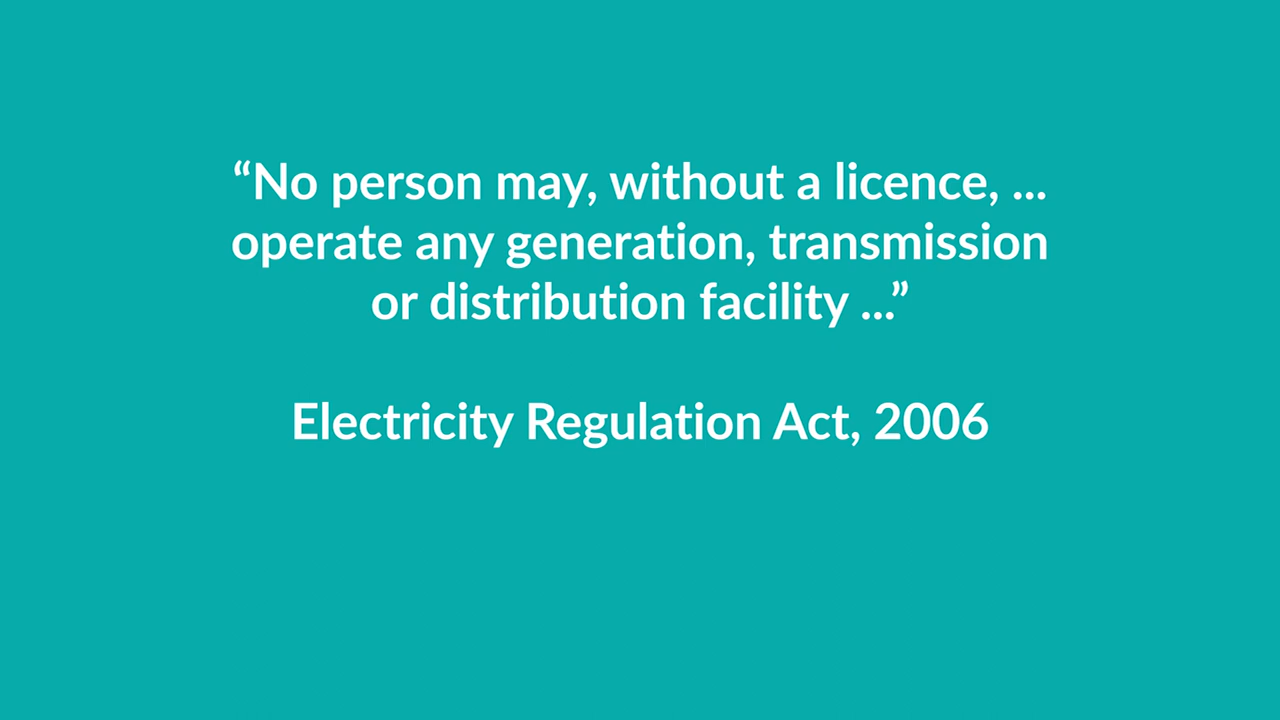 “No person may, without a licence, ...
operate any generation, transmission
or distribution facility ...”
Electricity Regulation Act, 2006